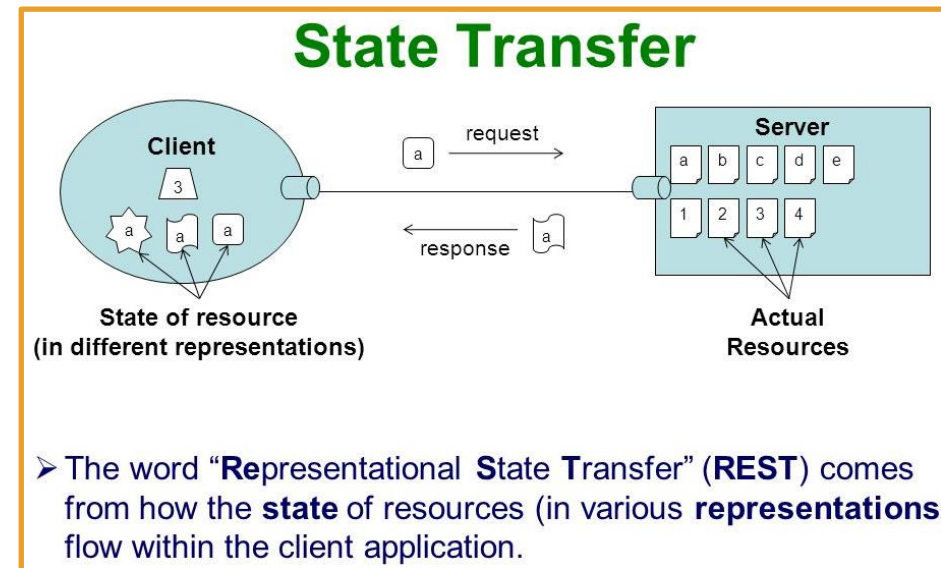 State Transfer
Client
3
a a a
State of resource
(in different representations)
a request
response a
Server
a b c d e
1 2 3 4
Actual
Resources
➢ The word “Representational State Transfer” (REST) comes
from how the state of resources (in various representations
flow within the client application.